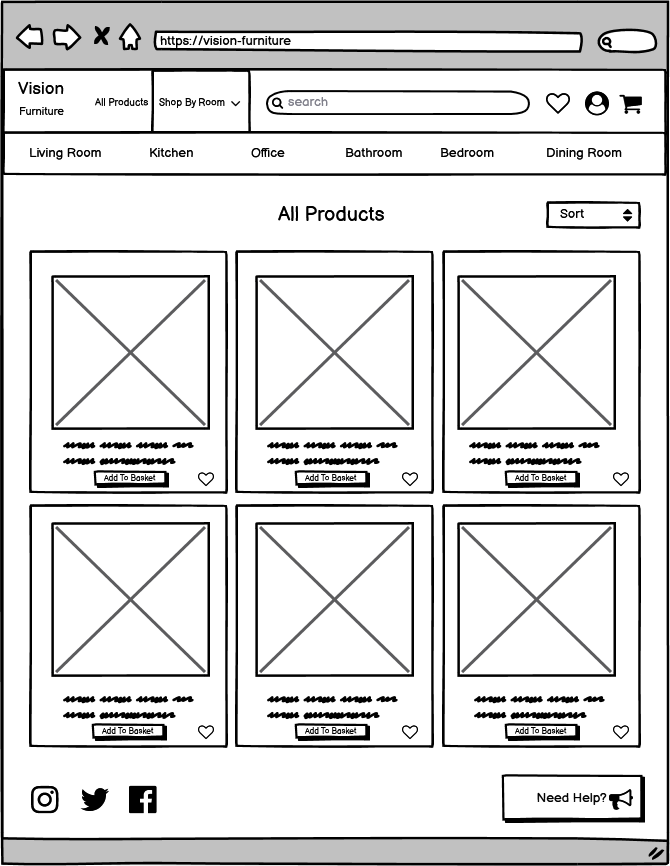 https://vision-furniture
Vision
Furniture
All Products
Shop By Room
search
Living Room
Kitchen
Office
Bathroom
Bedroom
Dining Room
All Products
Sort
Add To Basket
Add To Basket
Add To Basket
Add To Basket
Add To Basket
Add To Basket
Need Help?